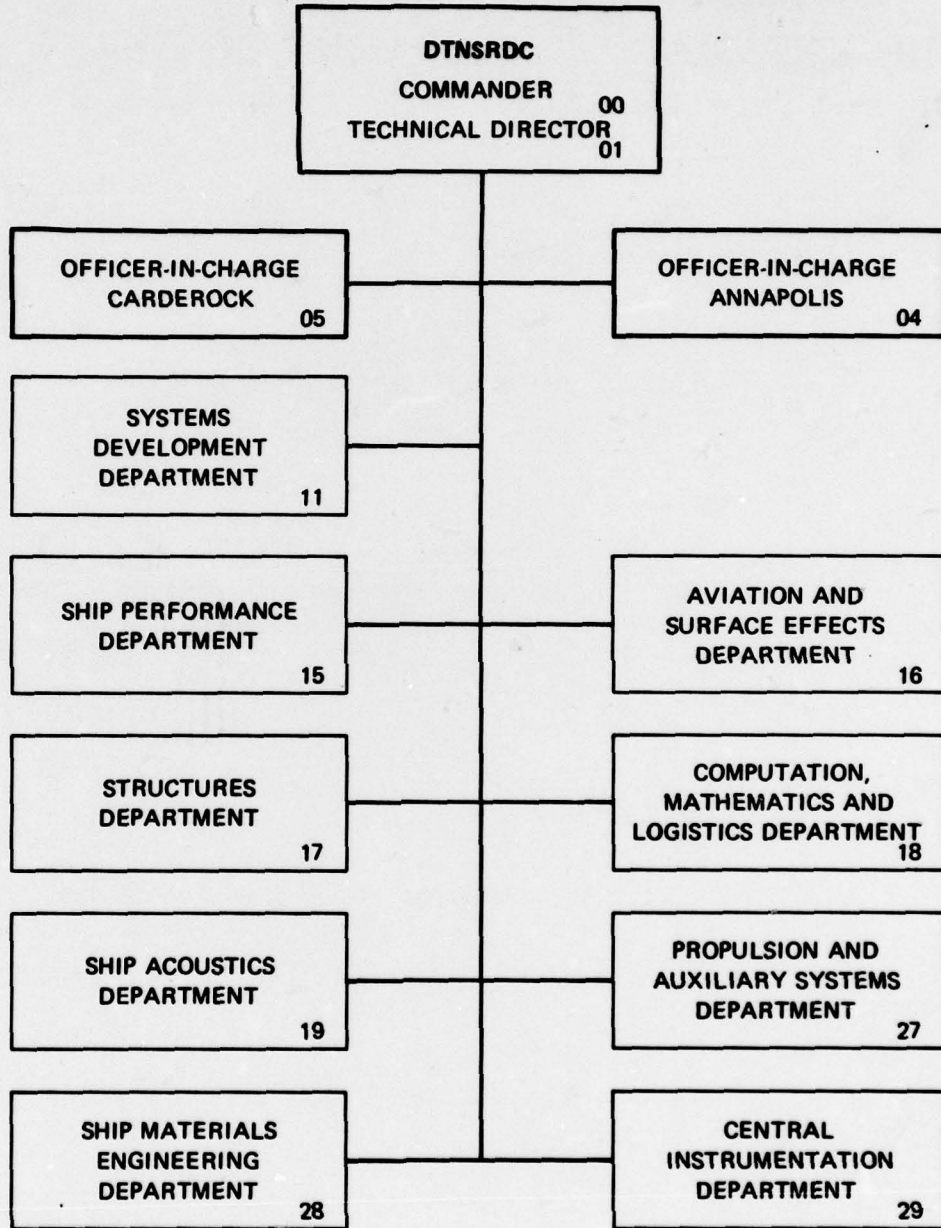 DTNSRDC
COMMANDER
00
TECHNICAL DIRECTOR
01
OFFICER-IN-CHARGE
CARDEROCK
05
OFFICER-IN-CHARGE
ANNAPOLIS
04
SYSTEMS
DEVELOPMENT
DEPARTMENT
11
SHIP PERFORMANCE
DEPARTMENT
15
AVIATION AND
SURFACE EFFECTS
DEPARTMENT
16
STRUCTURES
DEPARTMENT
17
COMPUTATION,
MATHEMATICS AND
LOGISTICS DEPARTMENT
18
SHIP ACOUSTICS
DEPARTMENT
19
PROPULSION AND
AUXILIARY SYSTEMS
DEPARTMENT
27
SHIP MATERIALS
ENGINEERING
DEPARTMENT
28
CENTRAL
INSTRUMENTATION
DEPARTMENT
29